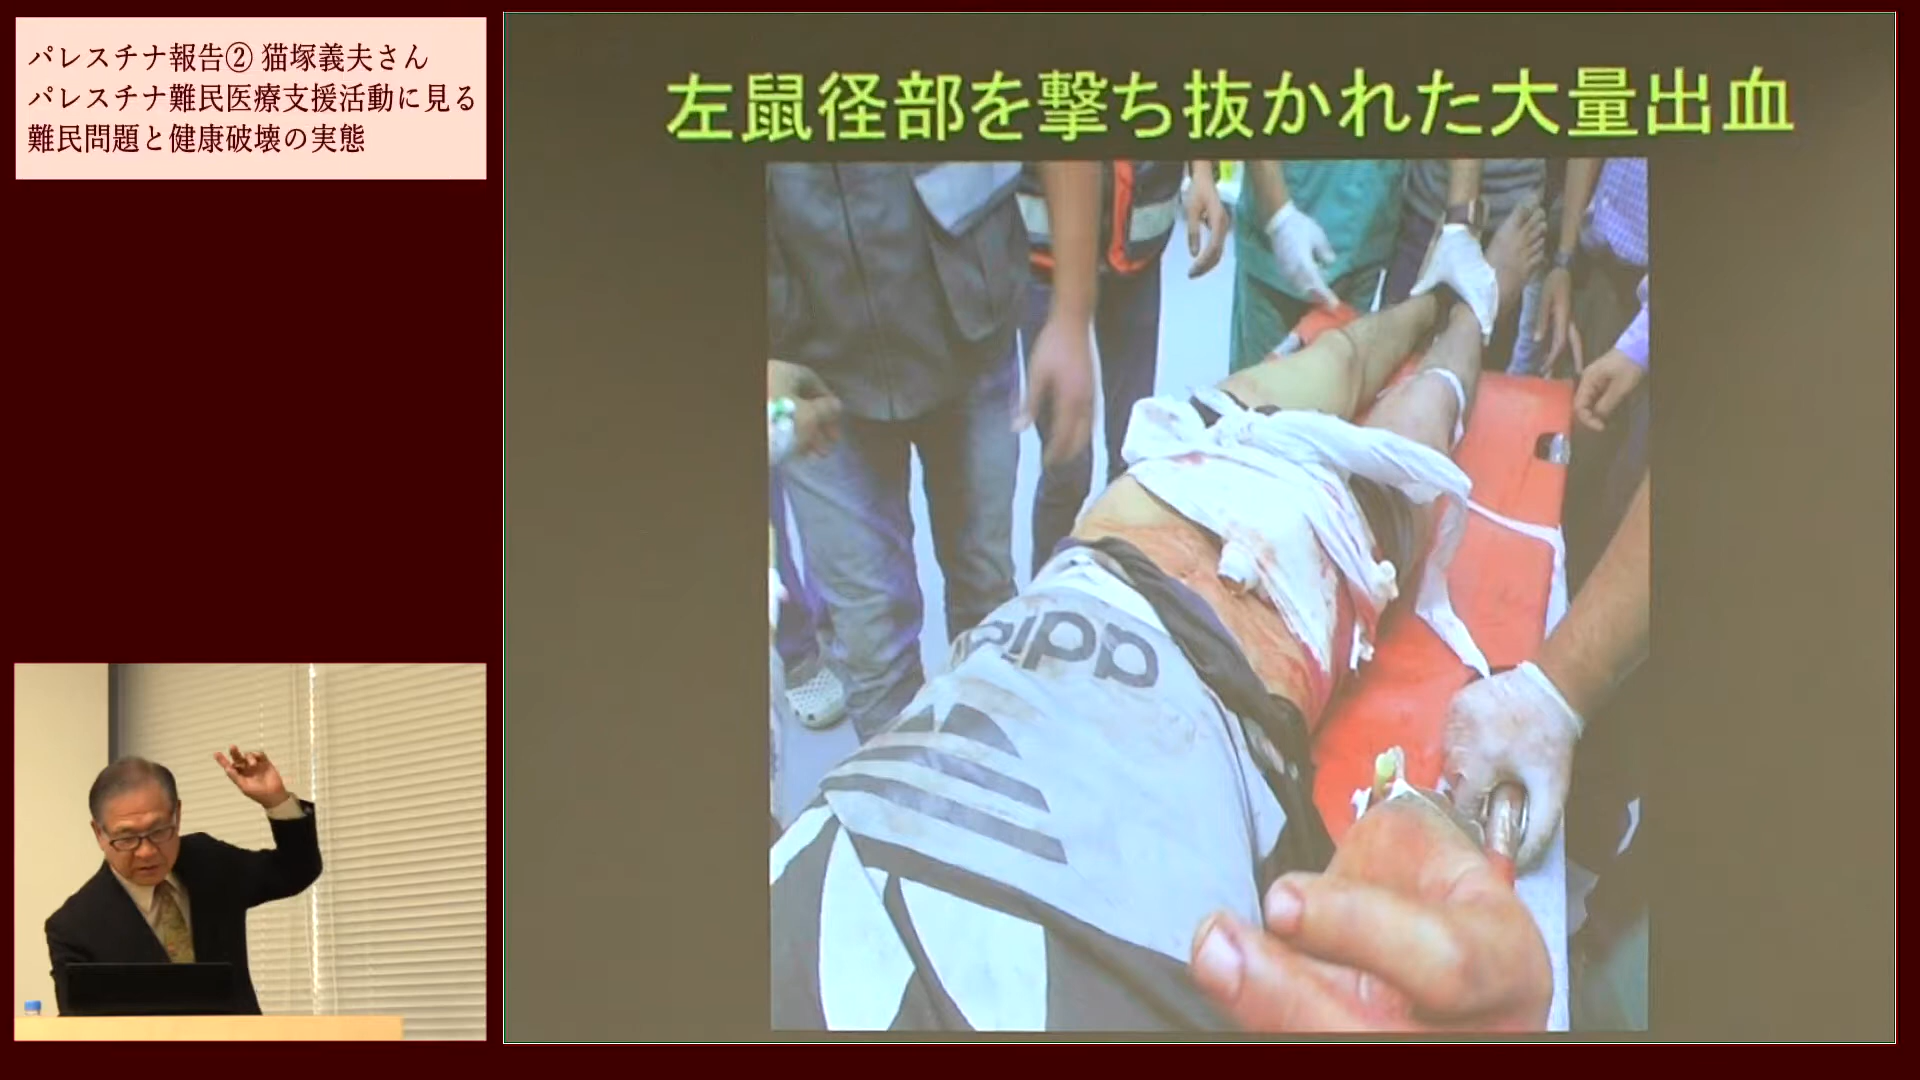 パレスチナ報告② 猫塚義夫さん
パレスチナ難民医療支援活動に見る
難民問題と健康破壊の実態
左鼠径部を撃ち抜かれた大量出血